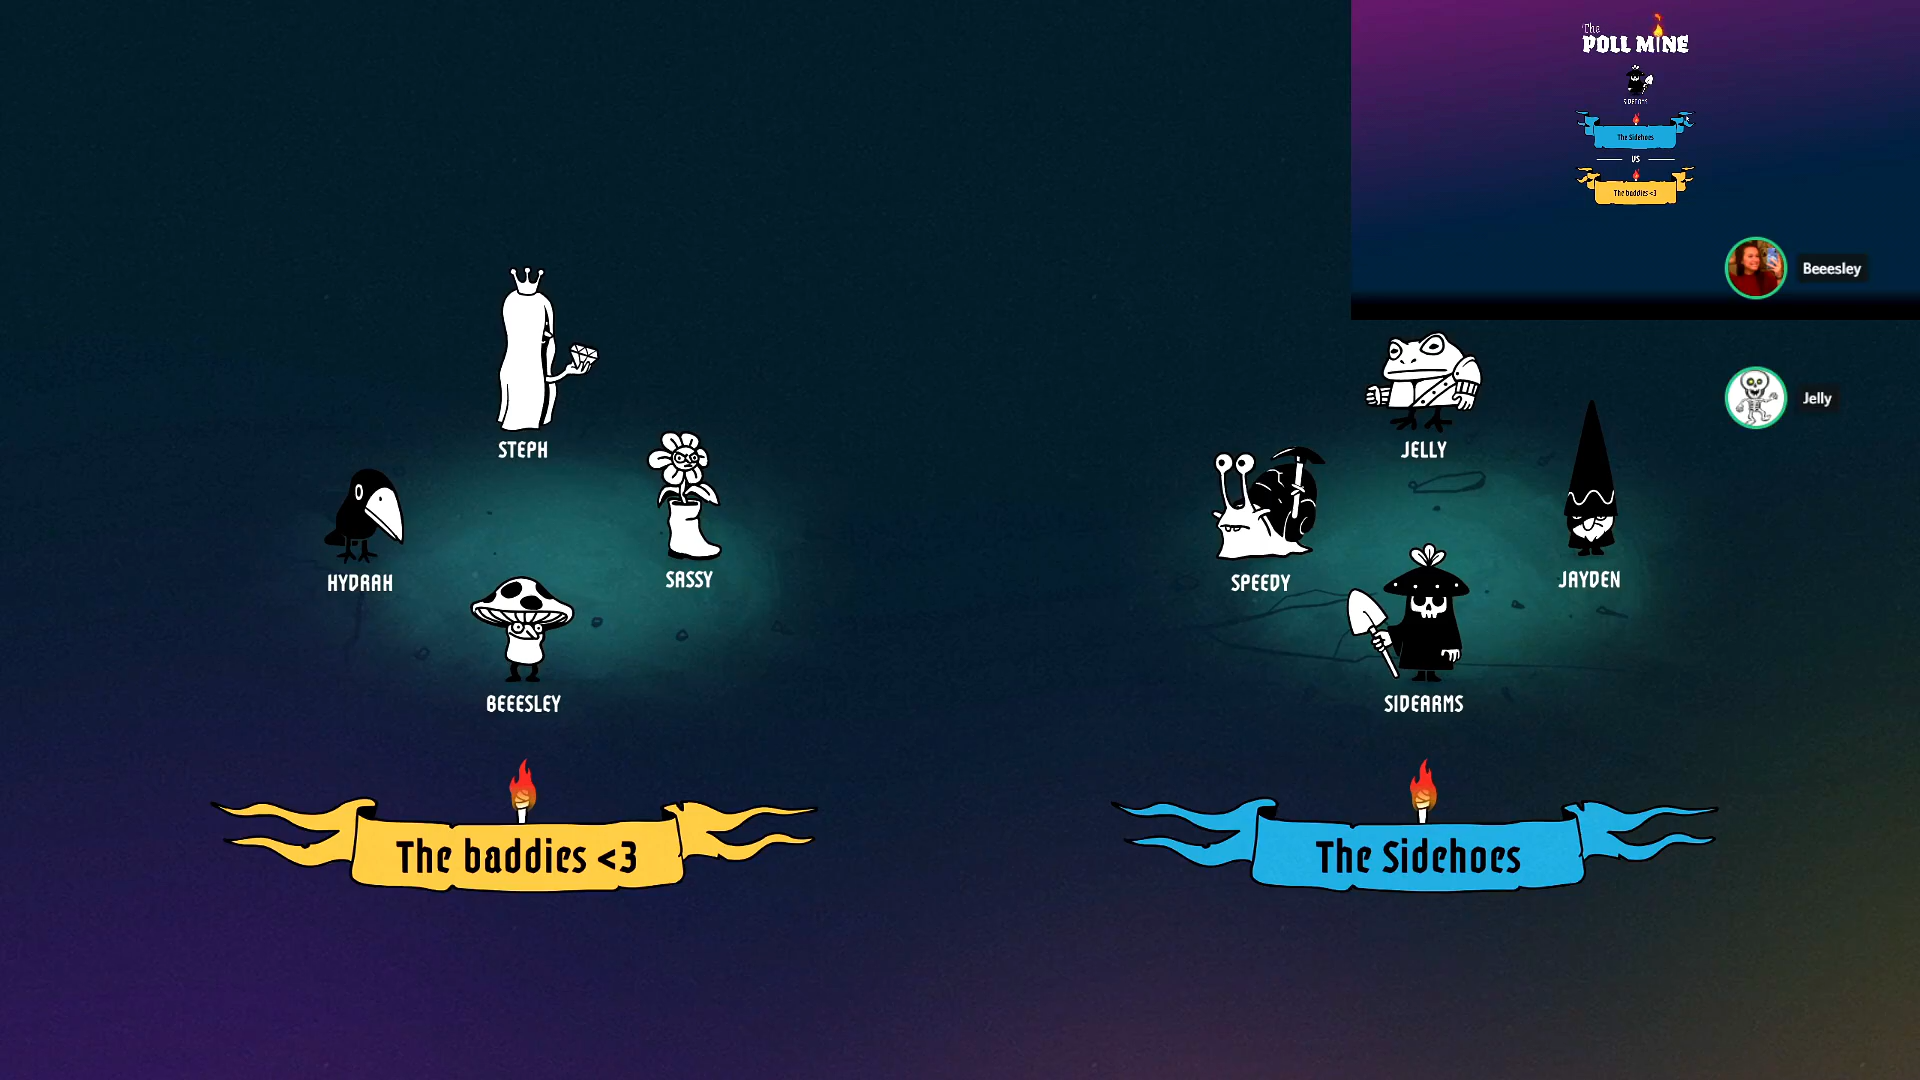 The
POLL MINE
SIDEARMS
The Sidehoes
VS
The baddies <3
Beeesley
Jelly
STEPH
HYDRAH
SASSY
BEEESLEY
The baddies <3
JELLY
SPEEDY
JAYDEN
SIDEARMS
The Sidehoes